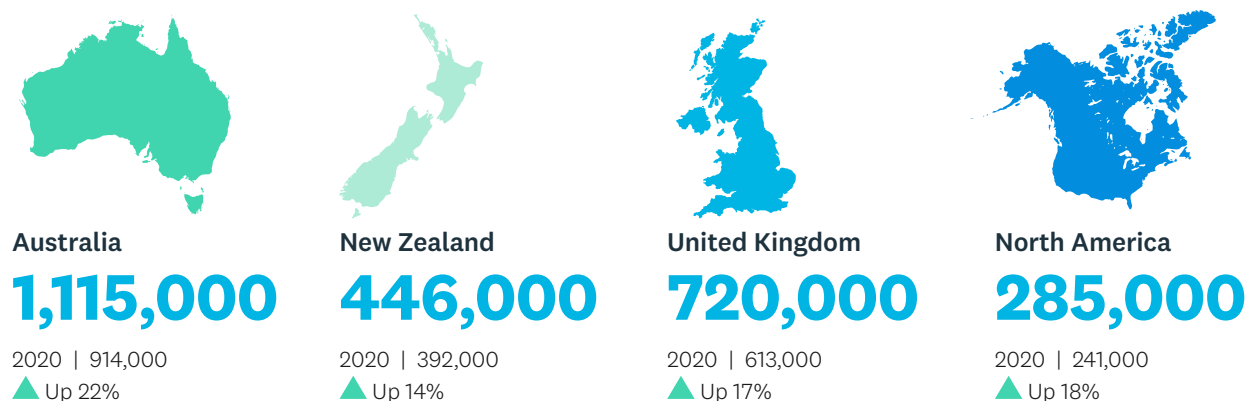 Australia
1,115,000
2020 | 914,000
Up 22%
New Zealand
446,000
2020 | 392,000
Up 14%
United Kingdom
720,000
2020 | 613,000
Up 17%
North America
285,000
2020 | 241,000
Up 18%